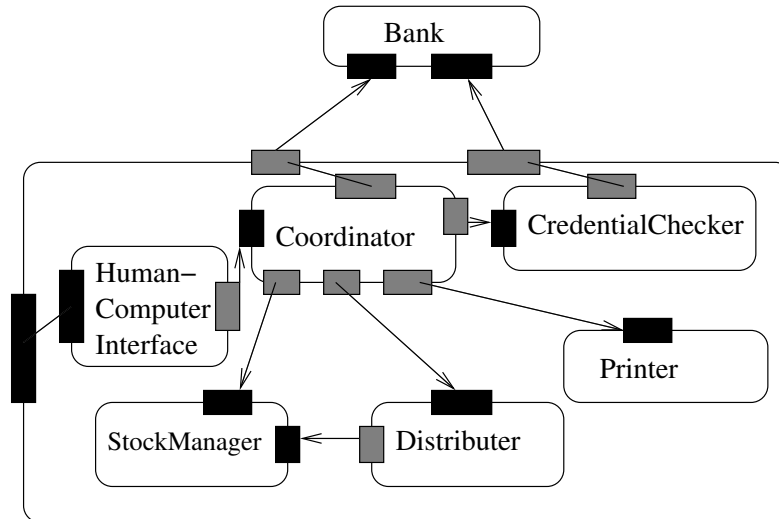 Bank
Coordinator
CredentialChecker
Human-
Computer
Interface
Printer
StockManager
Distributer